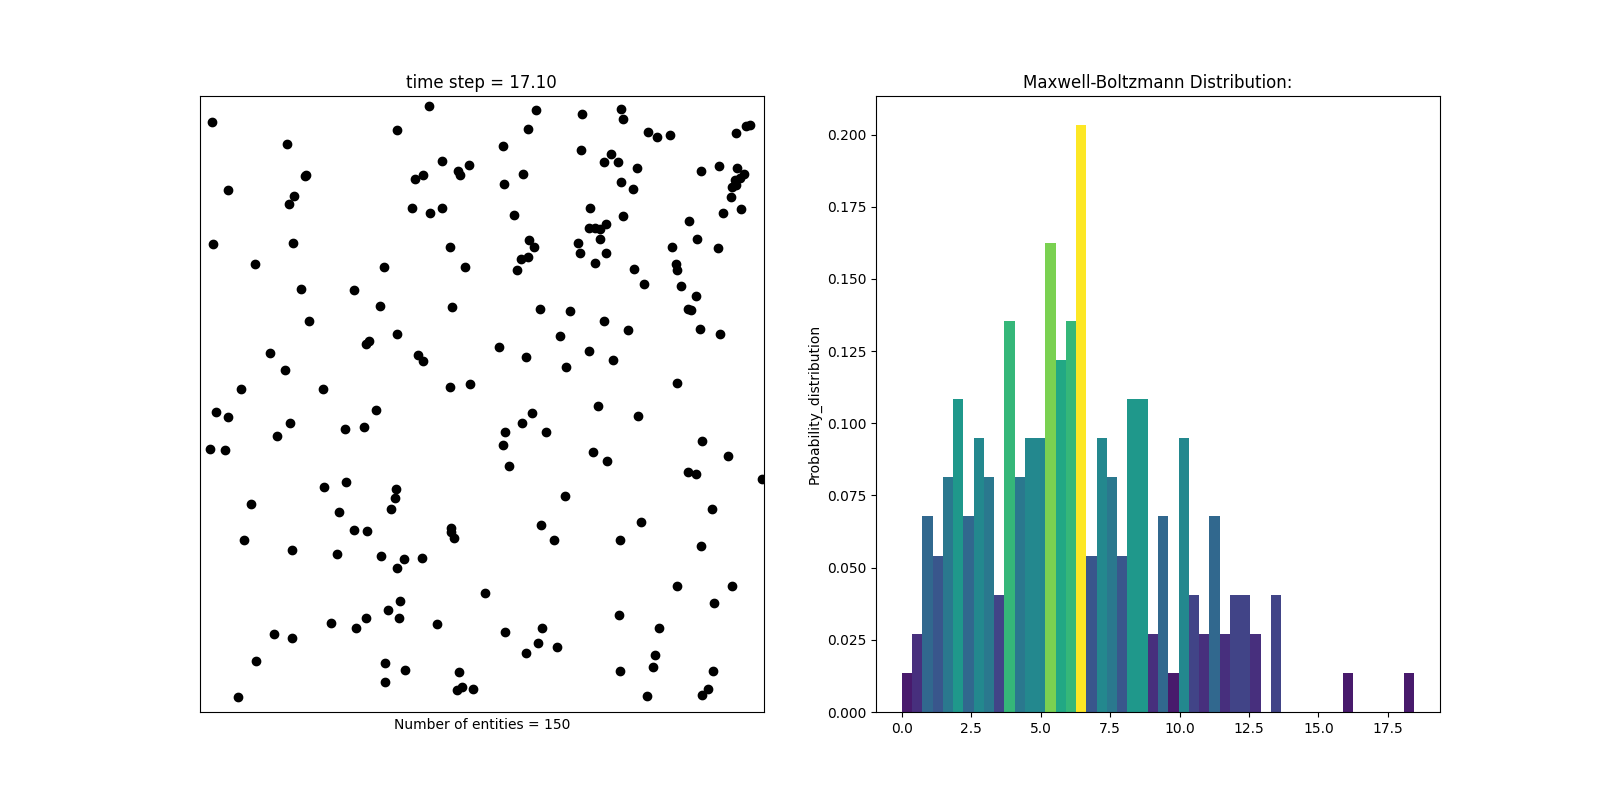 time step = 17.10
Number of entities = 150
Maxwell-Boltzmann Distribution:
Probability_distribution
0.200
0.175
0.150
0.125
0.100
0.075
0.050
0.025
0.000
0.0 2.5 5.0 7.5 10.0 12.5 15.0 17.5